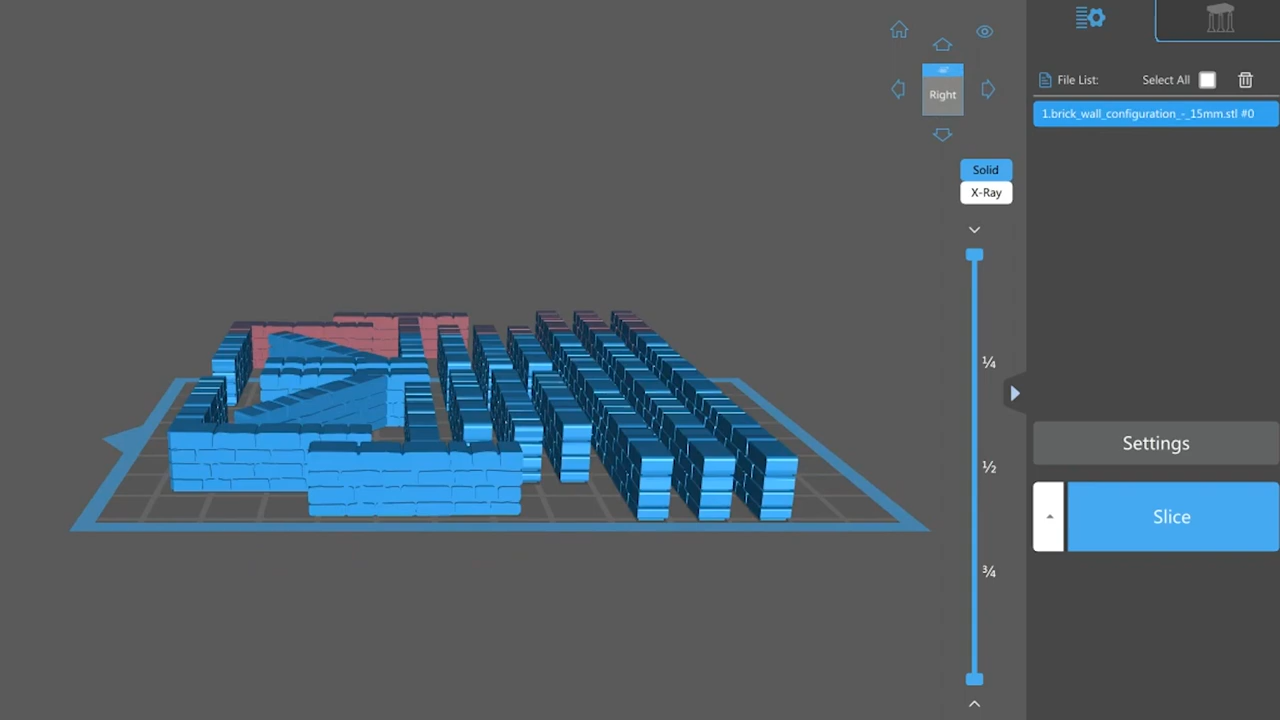 File List:
Select All
Right
1.brick_wall_configuration_-_15mm.stl #0
Solid
X-Ray
¼
Settings
½
Slice
¾